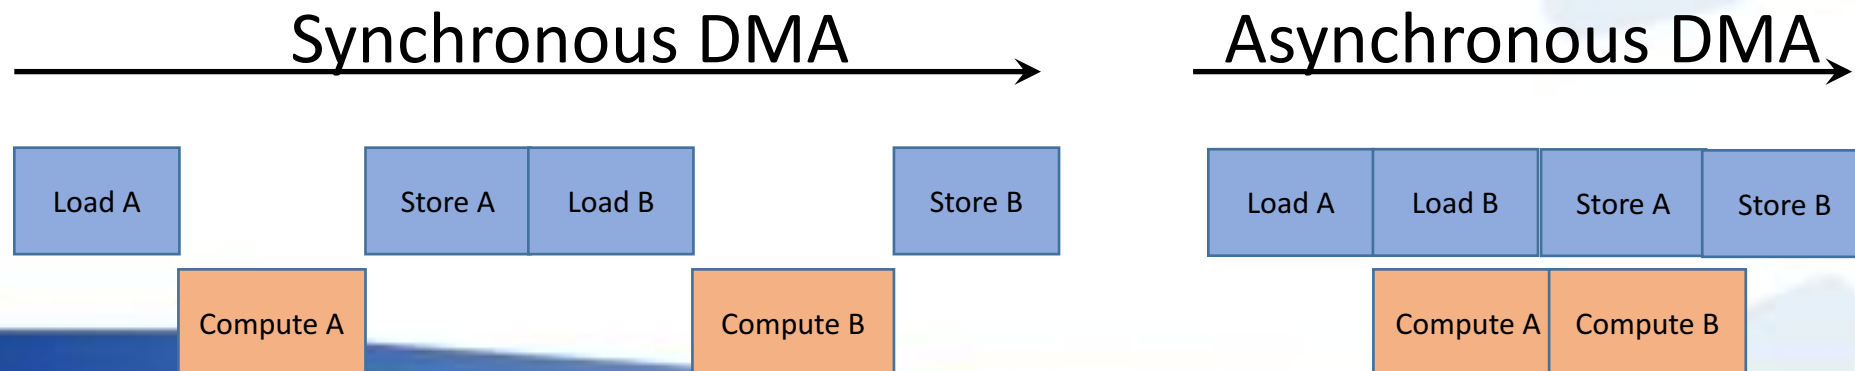 Synchronous DMA
Asynchronous DMA
Load A
Store A
Load B
Store B
Load A
Load B
Store A
Store B
Compute A
Compute B
Compute A
Compute B